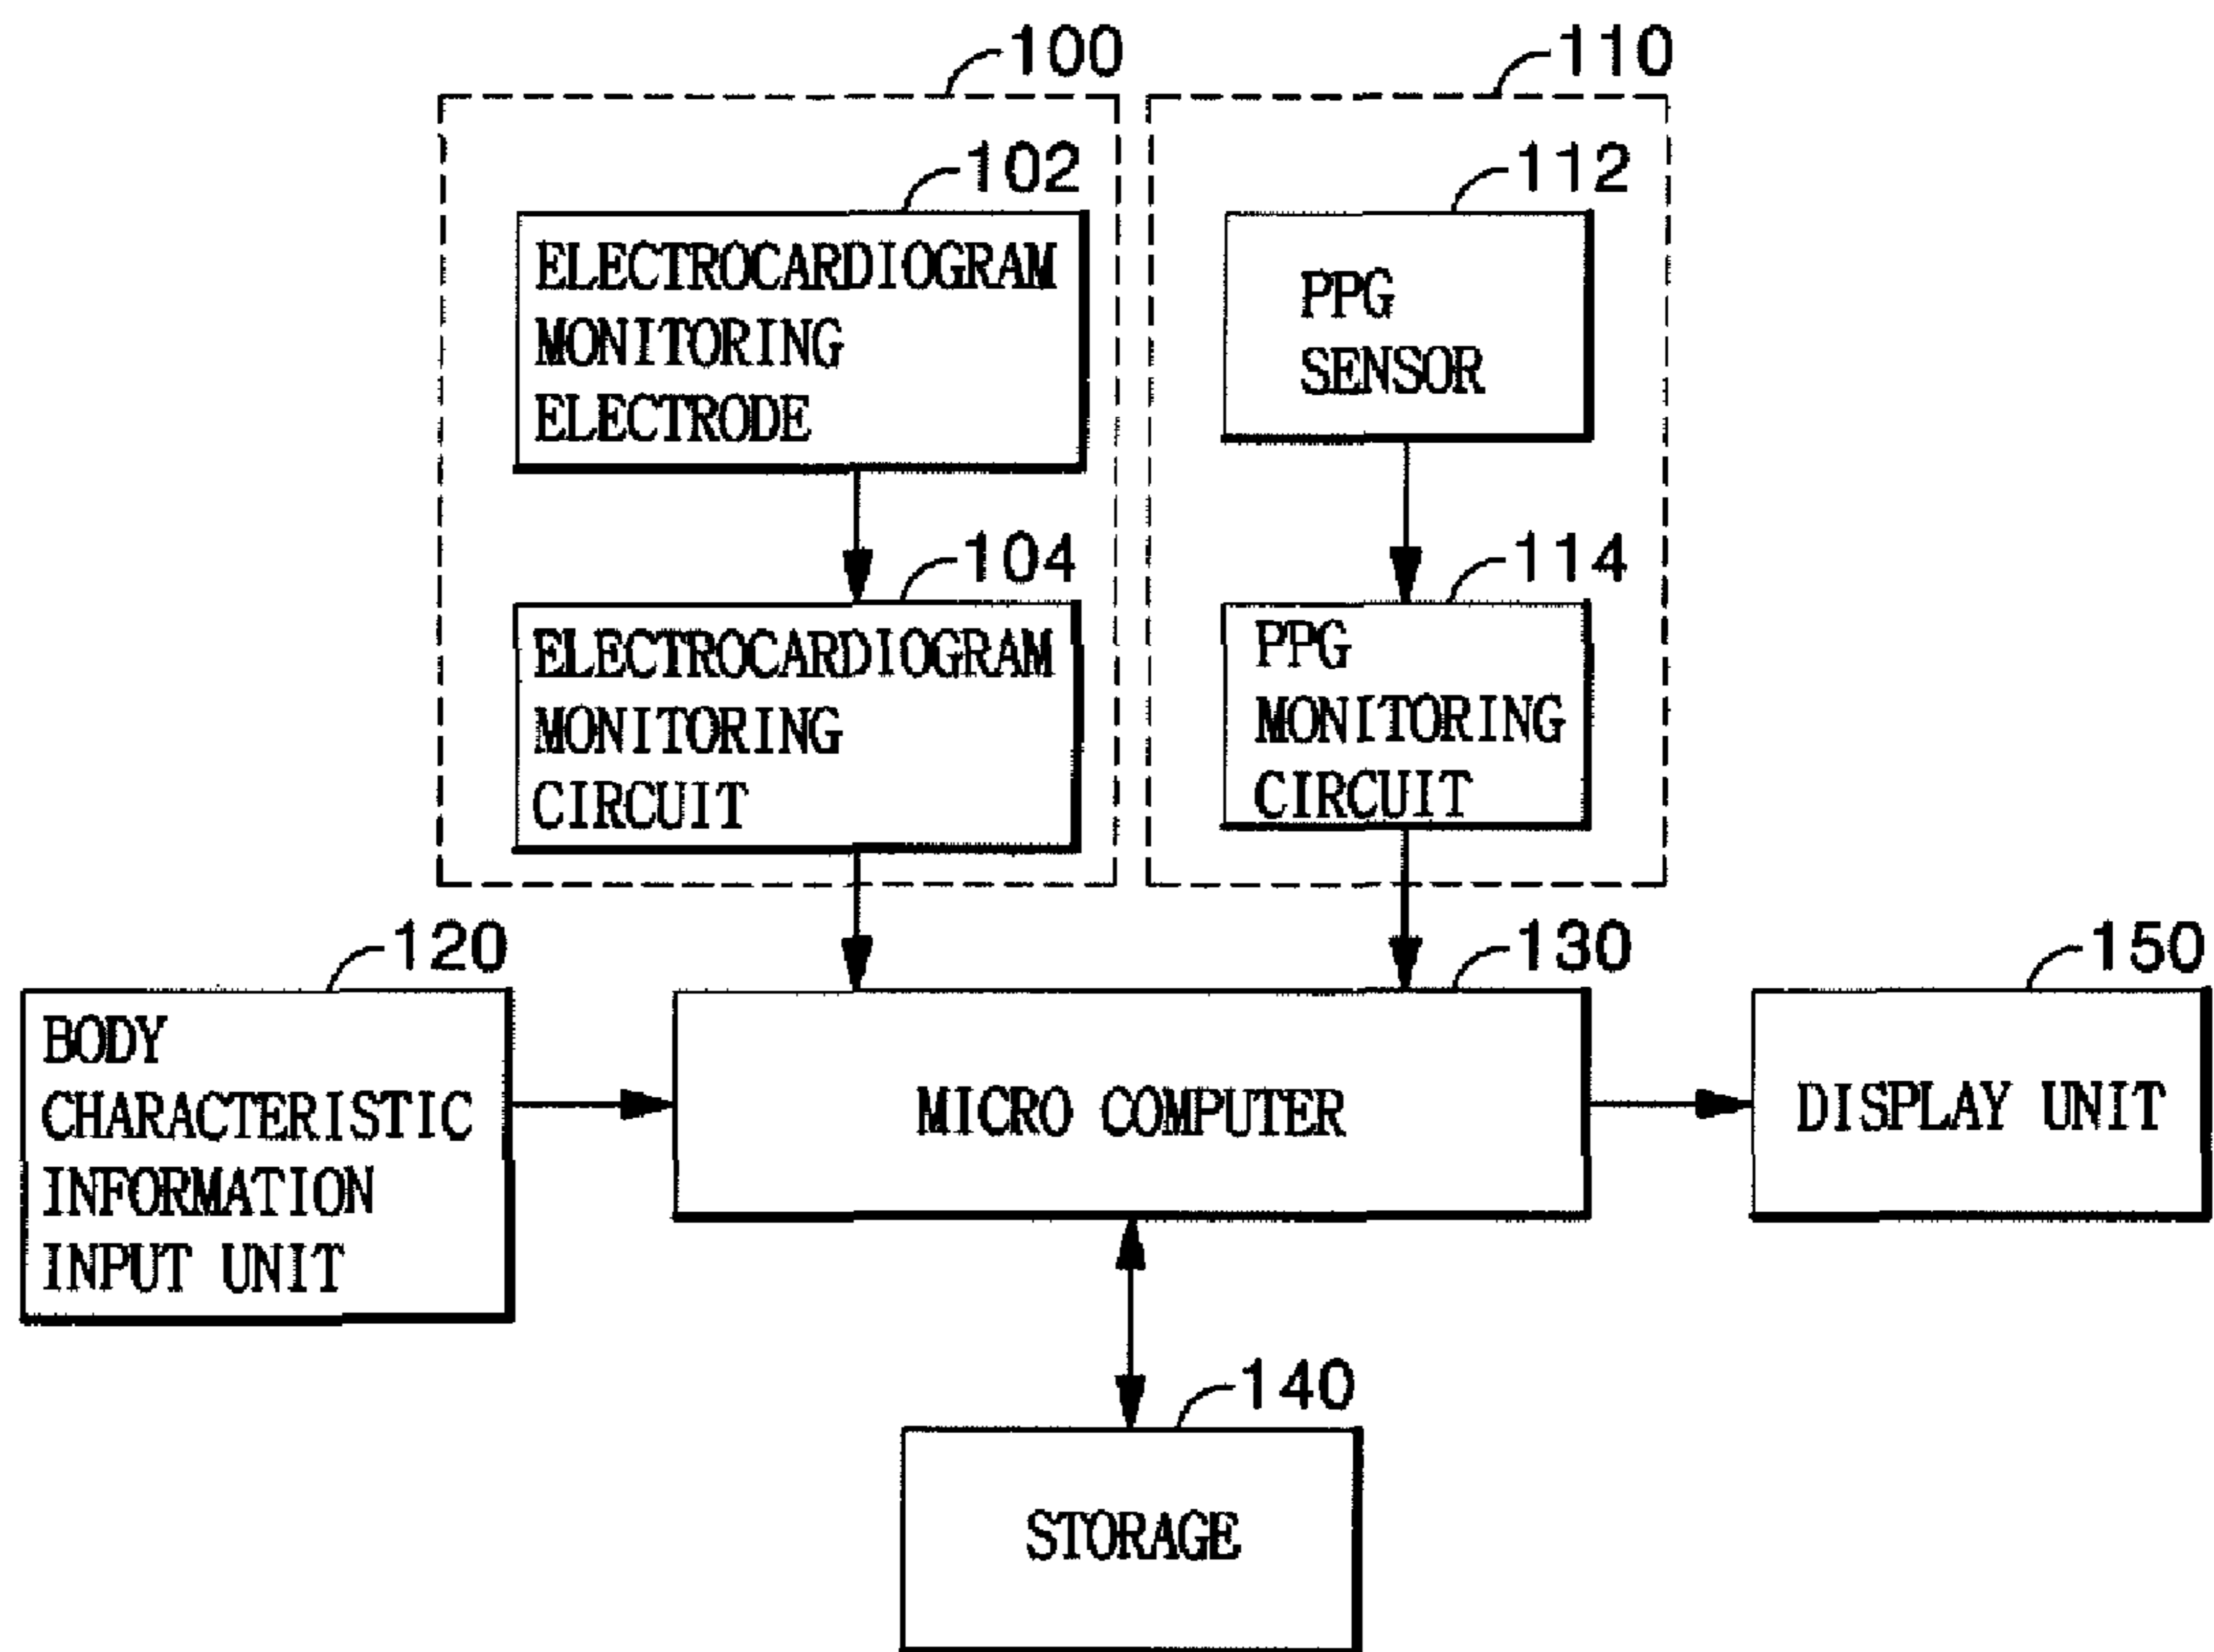 100
110
102
112
ELECTROCARDIOGRAM
MONITORING
ELECTRODE
PPG
SENSOR
104
114
ELECTROCARDIOGRAM
MONITORING
CIRCUIT
PPG
MONITORING
CIRCUIT
120
130
150
BODY
CHARACTERISTIC
INFORMATION
INPUT UNIT
MICRO COMPUTER
DISPLAY UNIT
140
STORAGE